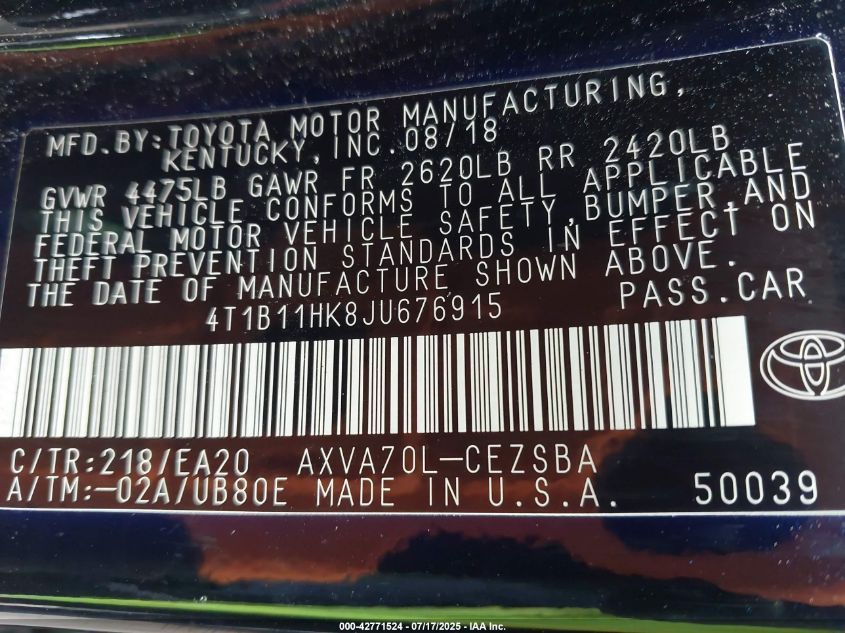 MFD. BY: TOYOTA MOTOR MANUFACTURING,
KENTUCKY, INC. 08/18
GVWR 4475LB GAWR FR 2620LB RR 2420LB
THIS VEHICLE CONFORMS TO ALL APPLICABLE
FEDERAL MOTOR VEHICLE SAFETY, BUMPER, AND
THEFT PREVENTION STANDARDS IN EFFECT ON
THE DATE OF MANUFACTURE SHOWN ABOVE.
4T1B11HK8JU676915 PASS. CAR
C/TR:218/EA20 AXVA70L-CEZSBA
A/TM:-02A/UB80E MADE IN U.S.A. 50039
000-42771524 - 07/17/2025 - IAA Inc.